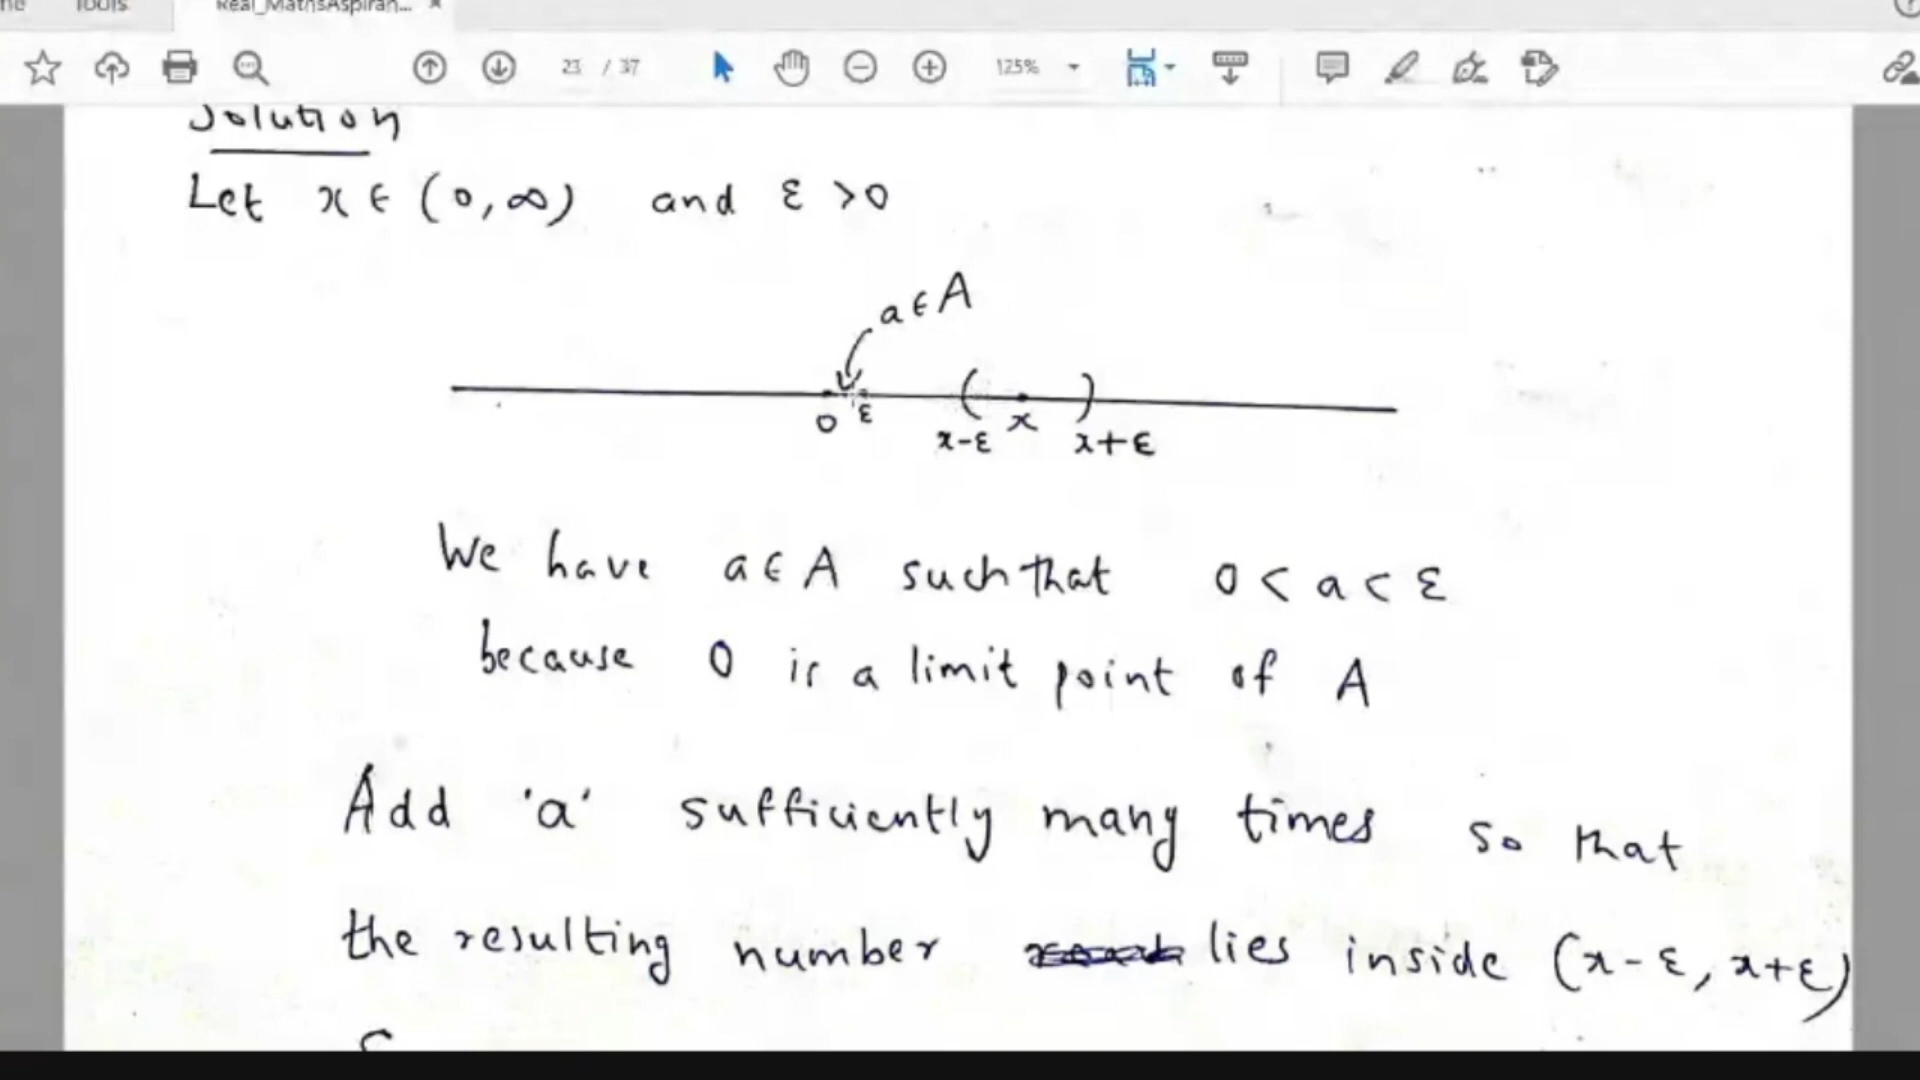 Tools
Real_MathsAspiran...
23 / 37
125%
Solution
Let x ∈ (0, ∞) and ε > 0
a ∈ A
0 ε x
x-ε x+ε
We have a ∈ A such that 0 < a < ε
because 0 is a limit point of A
Add 'a' sufficiently many times so that
the resulting number lies inside (x-ε, x+ε)